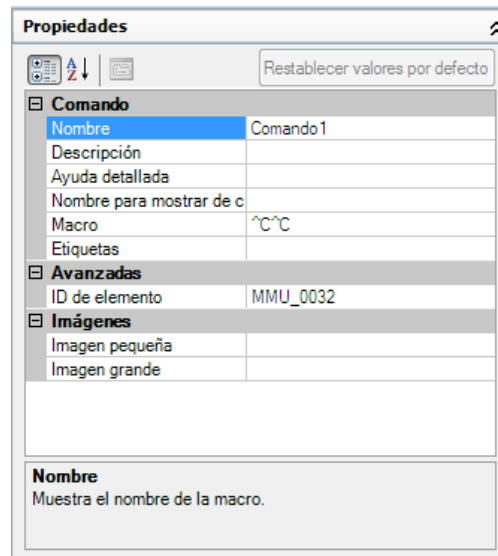 Propiedades
Restablecer valores por defecto
Comando
Nombre Comando1
Descripción
Ayuda detallada
Nombre para mostrar de c
Macro ^C^C
Etiquetas
Avanzadas
ID de elemento MMU_0032
Imágenes
Imagen pequeña
Imagen grande
Nombre
Muestra el nombre de la macro.